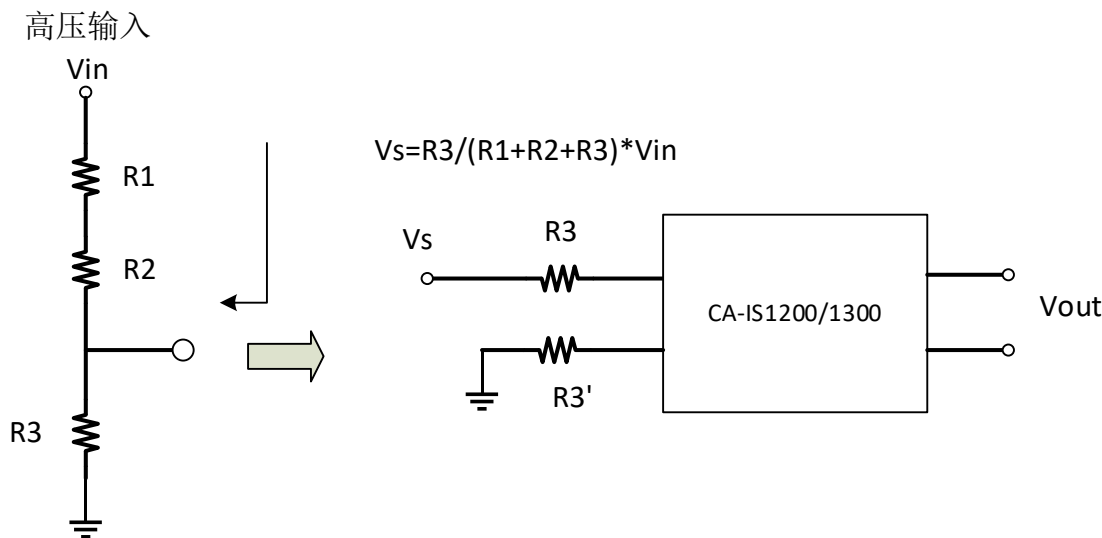 高压输入
Vin
R1
R2
R3
Vs=R3/(R1+R2+R3)*Vin
Vs
R3
R3'
CA-IS1200/1300
Vout